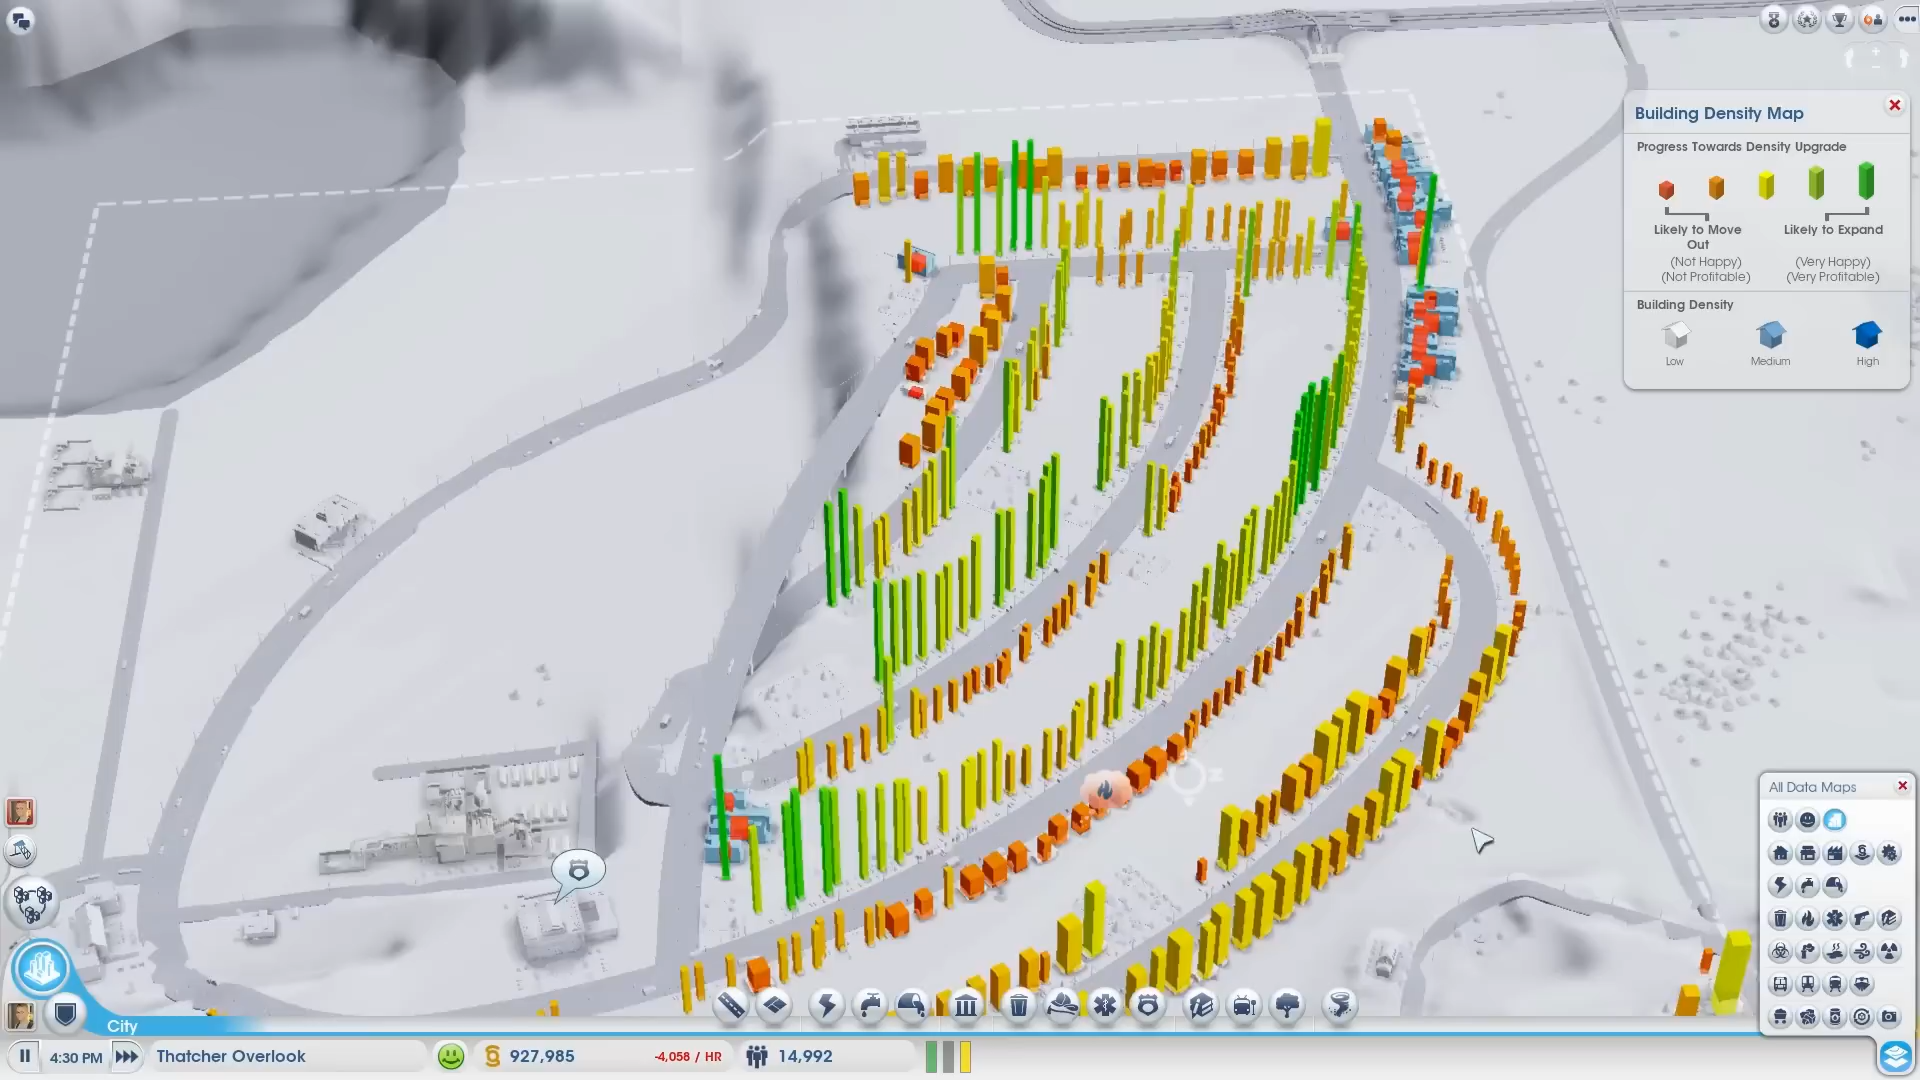 Building Density Map
Progress Towards Density Upgrade
Likely to Move Out
Likely to Expand
(Not Happy)
(Very Happy)
(Not Profitable)
(Very Profitable)
Building Density
Low
Medium
High
All Data Maps
City
4:30 PM
Thatcher Overlook
927,985
-4,058 / HR
14,992